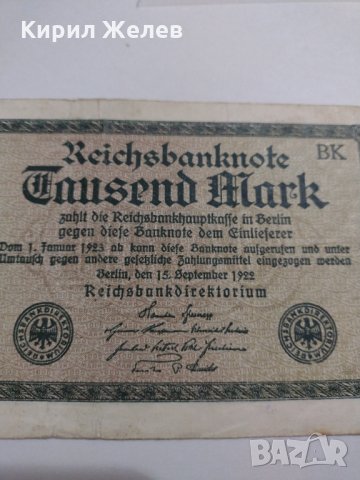 Кирил Желев
Reichsbanknote
BK
Tausend Mark
zahlt die Reichsbankhauptkasse in Berlin
gegen diese Banknote dem Einlieferer
Vom 1. Januar 1923 ab kann diese Banknote aufgerufen und unter
Umtausch gegen andere gesetzliche Zahlungsmittel eingezogen werden
Berlin, den 15. September 1922
Reichsbankdirektorium
REICHSBANKDIREKTORIUM
REICHSBANKDIREKTORIUM
BAZAR